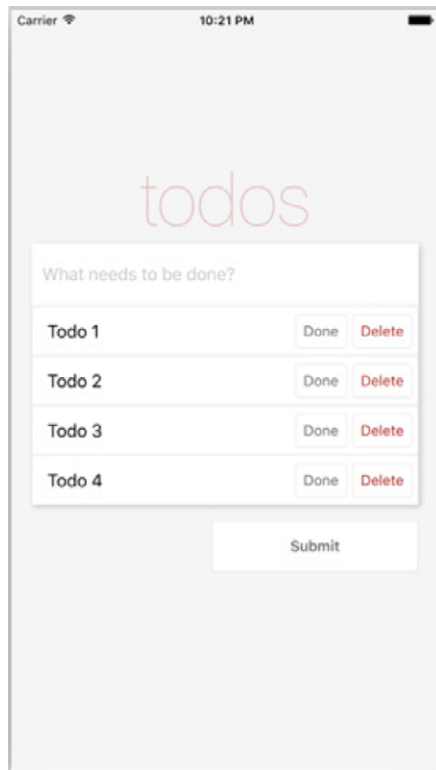 Carrier 10:21 PM
todos
What needs to be done?
Todo 1 Done Delete
Todo 2 Done Delete
Todo 3 Done Delete
Todo 4 Done Delete
Submit